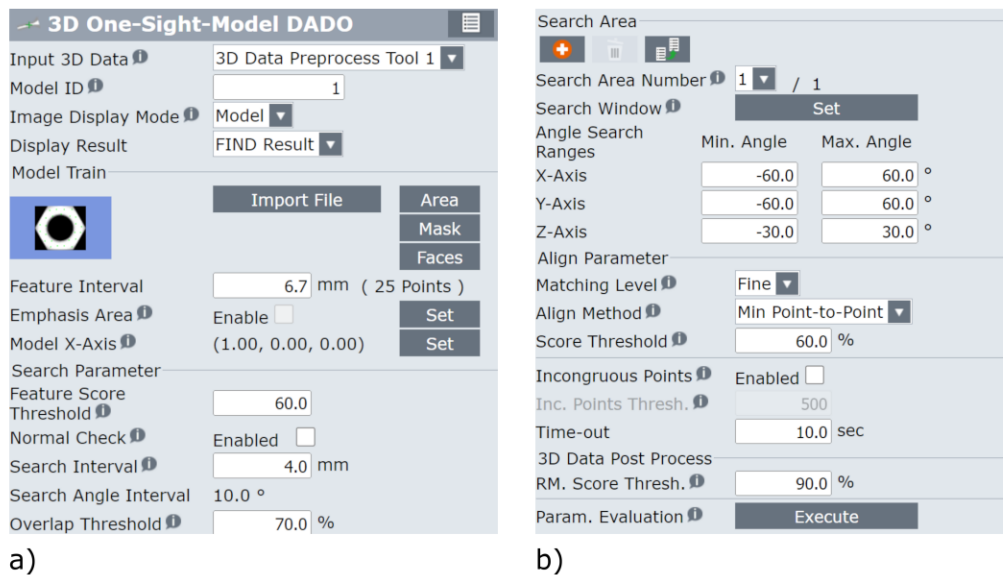 3D One-Sight-Model DADO
Input 3D Data 3D Data Preprocess Tool 1
Model ID 1
Image Display Mode Model
Display Result FIND Result
Model Train
Import File Area
Mask
Faces
Feature Interval 6.7 mm ( 25 Points )
Emphasis Area Enable Set
Model X-Axis (1.00, 0.00, 0.00) Set
Search Parameter
Feature Score
Threshold 60.0
Normal Check Enabled
Search Interval 4.0 mm
Search Angle Interval 10.0 °
Overlap Threshold 70.0 %
a)
Search Area
Search Area Number 1 / 1
Search Window Set
Angle Search
Ranges Min. Angle Max. Angle
X-Axis -60.0 60.0 °
Y-Axis -60.0 60.0 °
Z-Axis -30.0 30.0 °
Align Parameter
Matching Level Fine
Align Method Min Point-to-Point
Score Threshold 60.0 %
Incongruous Points Enabled
Inc. Points Thresh. 500
Time-out 10.0 sec
3D Data Post Process
RM. Score Thresh. 90.0 %
Param. Evaluation Execute
b)